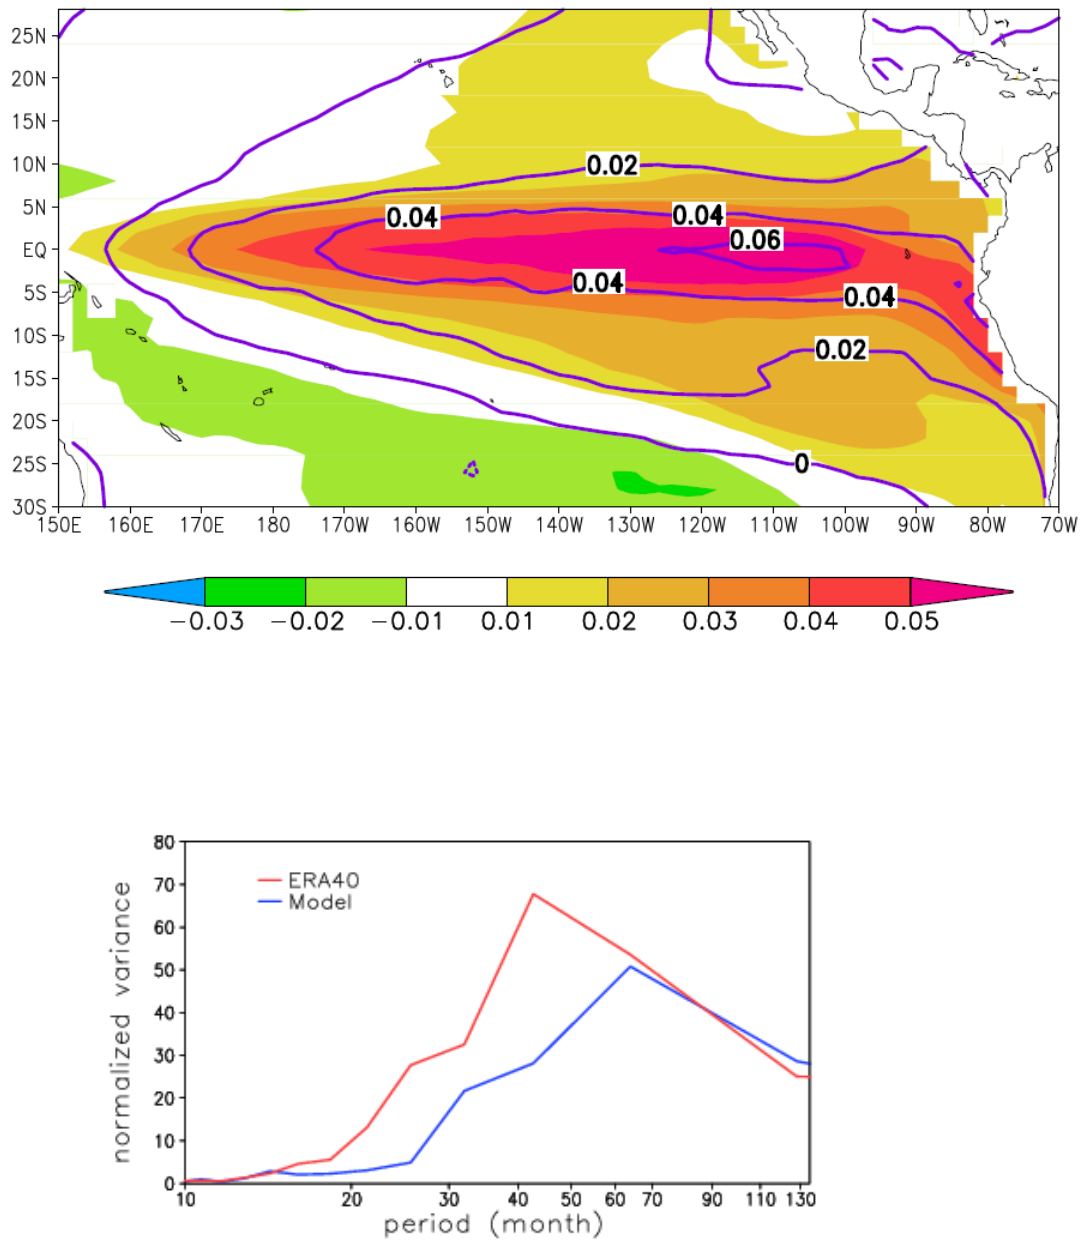 25N
20N
15N
10N
5N
EQ
5S
10S
15S
20S
25S
30S
0.02
0.04
0.04
0.06
0.04
0.04
0.02
0
150E 160E 170E 180 170W 160W 150W 140W 130W 120W 110W 100W 90W 80W 70W
−0.03 −0.02 −0.01 0.01 0.02 0.03 0.04 0.05
80
70
60
50
40
30
20
10
0
normalized variance
ERA40
Model
10 20 30 40 50 60 70 90 110 130
period (month)